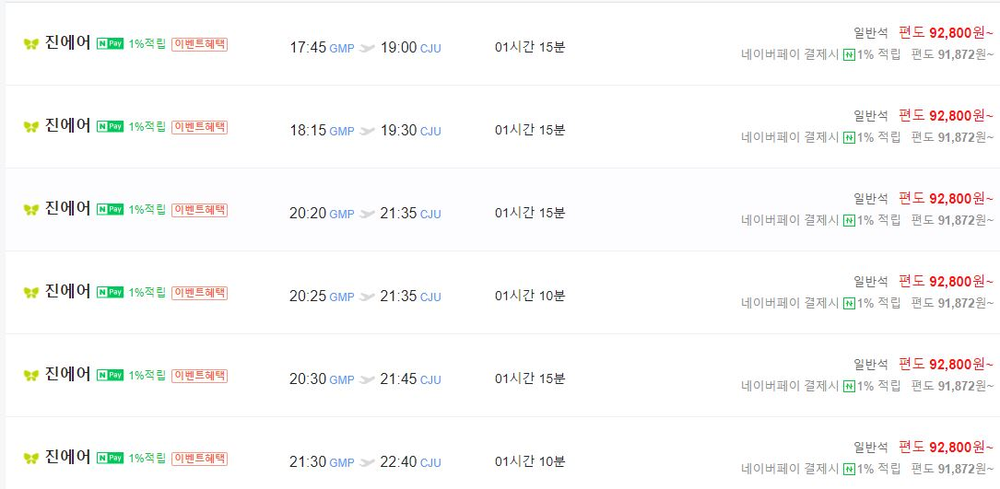 진에어 N Pay 1%적립 이벤트혜택 17:45 GMP 19:00 CJU 01시간 15분 일반석 편도 92,800원~
네이버페이 결제시 N 1% 적립 편도 91,872원~
진에어 N Pay 1%적립 이벤트혜택 18:15 GMP 19:30 CJU 01시간 15분 일반석 편도 92,800원~
네이버페이 결제시 N 1% 적립 편도 91,872원~
진에어 N Pay 1%적립 이벤트혜택 20:20 GMP 21:35 CJU 01시간 15분 일반석 편도 92,800원~
네이버페이 결제시 N 1% 적립 편도 91,872원~
진에어 N Pay 1%적립 이벤트혜택 20:25 GMP 21:35 CJU 01시간 10분 일반석 편도 92,800원~
네이버페이 결제시 N 1% 적립 편도 91,872원~
진에어 N Pay 1%적립 이벤트혜택 20:30 GMP 21:45 CJU 01시간 15분 일반석 편도 92,800원~
네이버페이 결제시 N 1% 적립 편도 91,872원~
진에어 N Pay 1%적립 이벤트혜택 21:30 GMP 22:40 CJU 01시간 10분 일반석 편도 92,800원~
네이버페이 결제시 N 1% 적립 편도 91,872원~